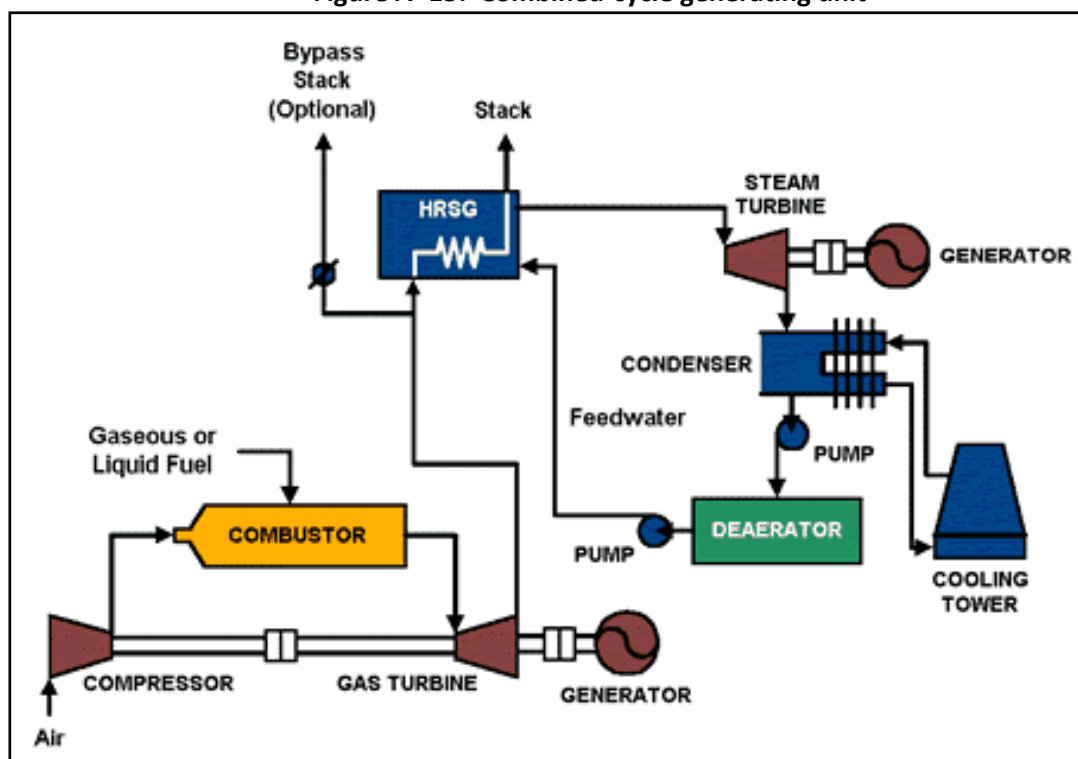 Bypass
Stack
(Optional)
Stack
HRSG
STEAM
TURBINE
GENERATOR
CONDENSER
Feedwater
PUMP
Gaseous or
Liquid Fuel
COMBUSTOR
PUMP
DEAERATOR
COOLING
TOWER
COMPRESSOR
GAS TURBINE
GENERATOR
Air